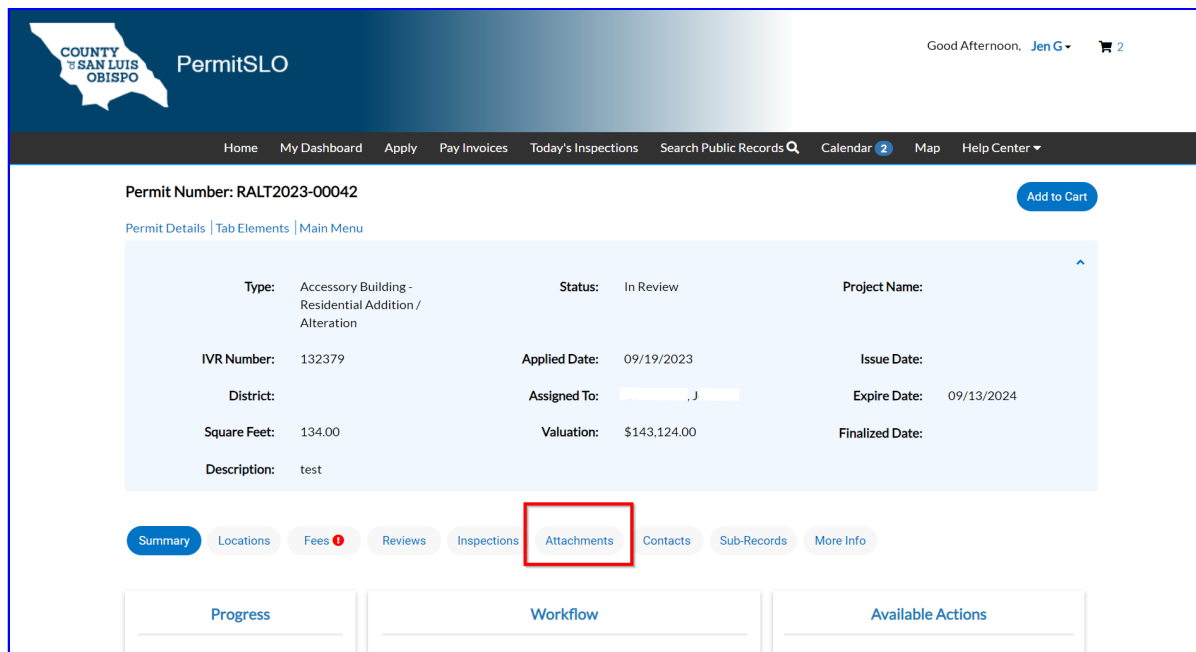 COUNTY
OF SAN LUIS
OBISPO
PermitSLO
Good Afternoon, Jen G
2
Home My Dashboard Apply Pay Invoices Today's Inspections Search Public Records Calendar 2 Map Help Center
Permit Number: RALT2023-00042
Add to Cart
Permit Details | Tab Elements | Main Menu
Type: Accessory Building - Status: In Review Project Name:
Residential Addition /
Alteration
IVR Number: 132379 Applied Date: 09/19/2023 Issue Date:
District: Assigned To: , J Expire Date: 09/13/2024
Square Feet: 134.00 Valuation: $143,124.00 Finalized Date:
Description: test
Summary Locations Fees Reviews Inspections Attachments Contacts Sub-Records More Info
Progress Workflow Available Actions